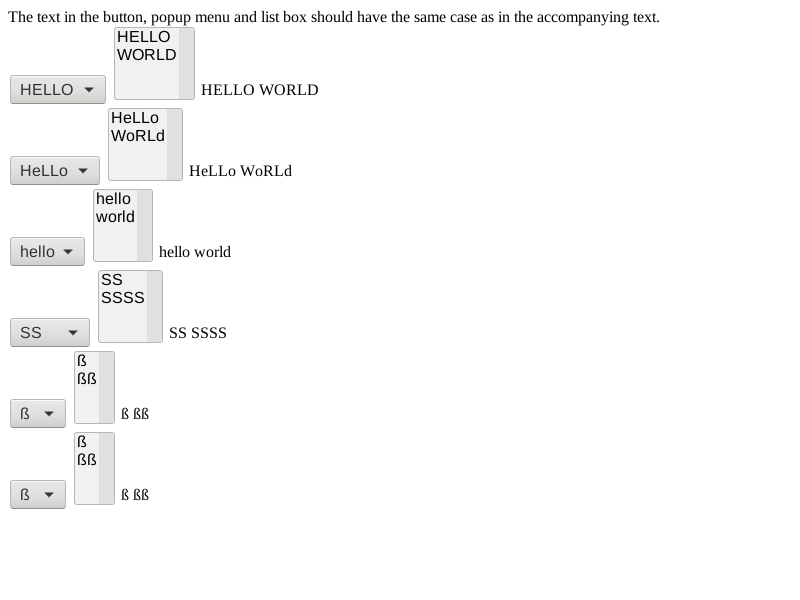 The text in the button, popup menu and list box should have the same case as in the accompanying text.
HELLO
WORLD
HELLO
HELLO WORLD
HeLLo
WoRLd
HeLLo
HeLLo WoRLd
hello
world
hello
hello world
SS
SSSS
SS
SS SSSS
ß
ßß
ß
ß ßß
ß
ßß
ß
ß ßß